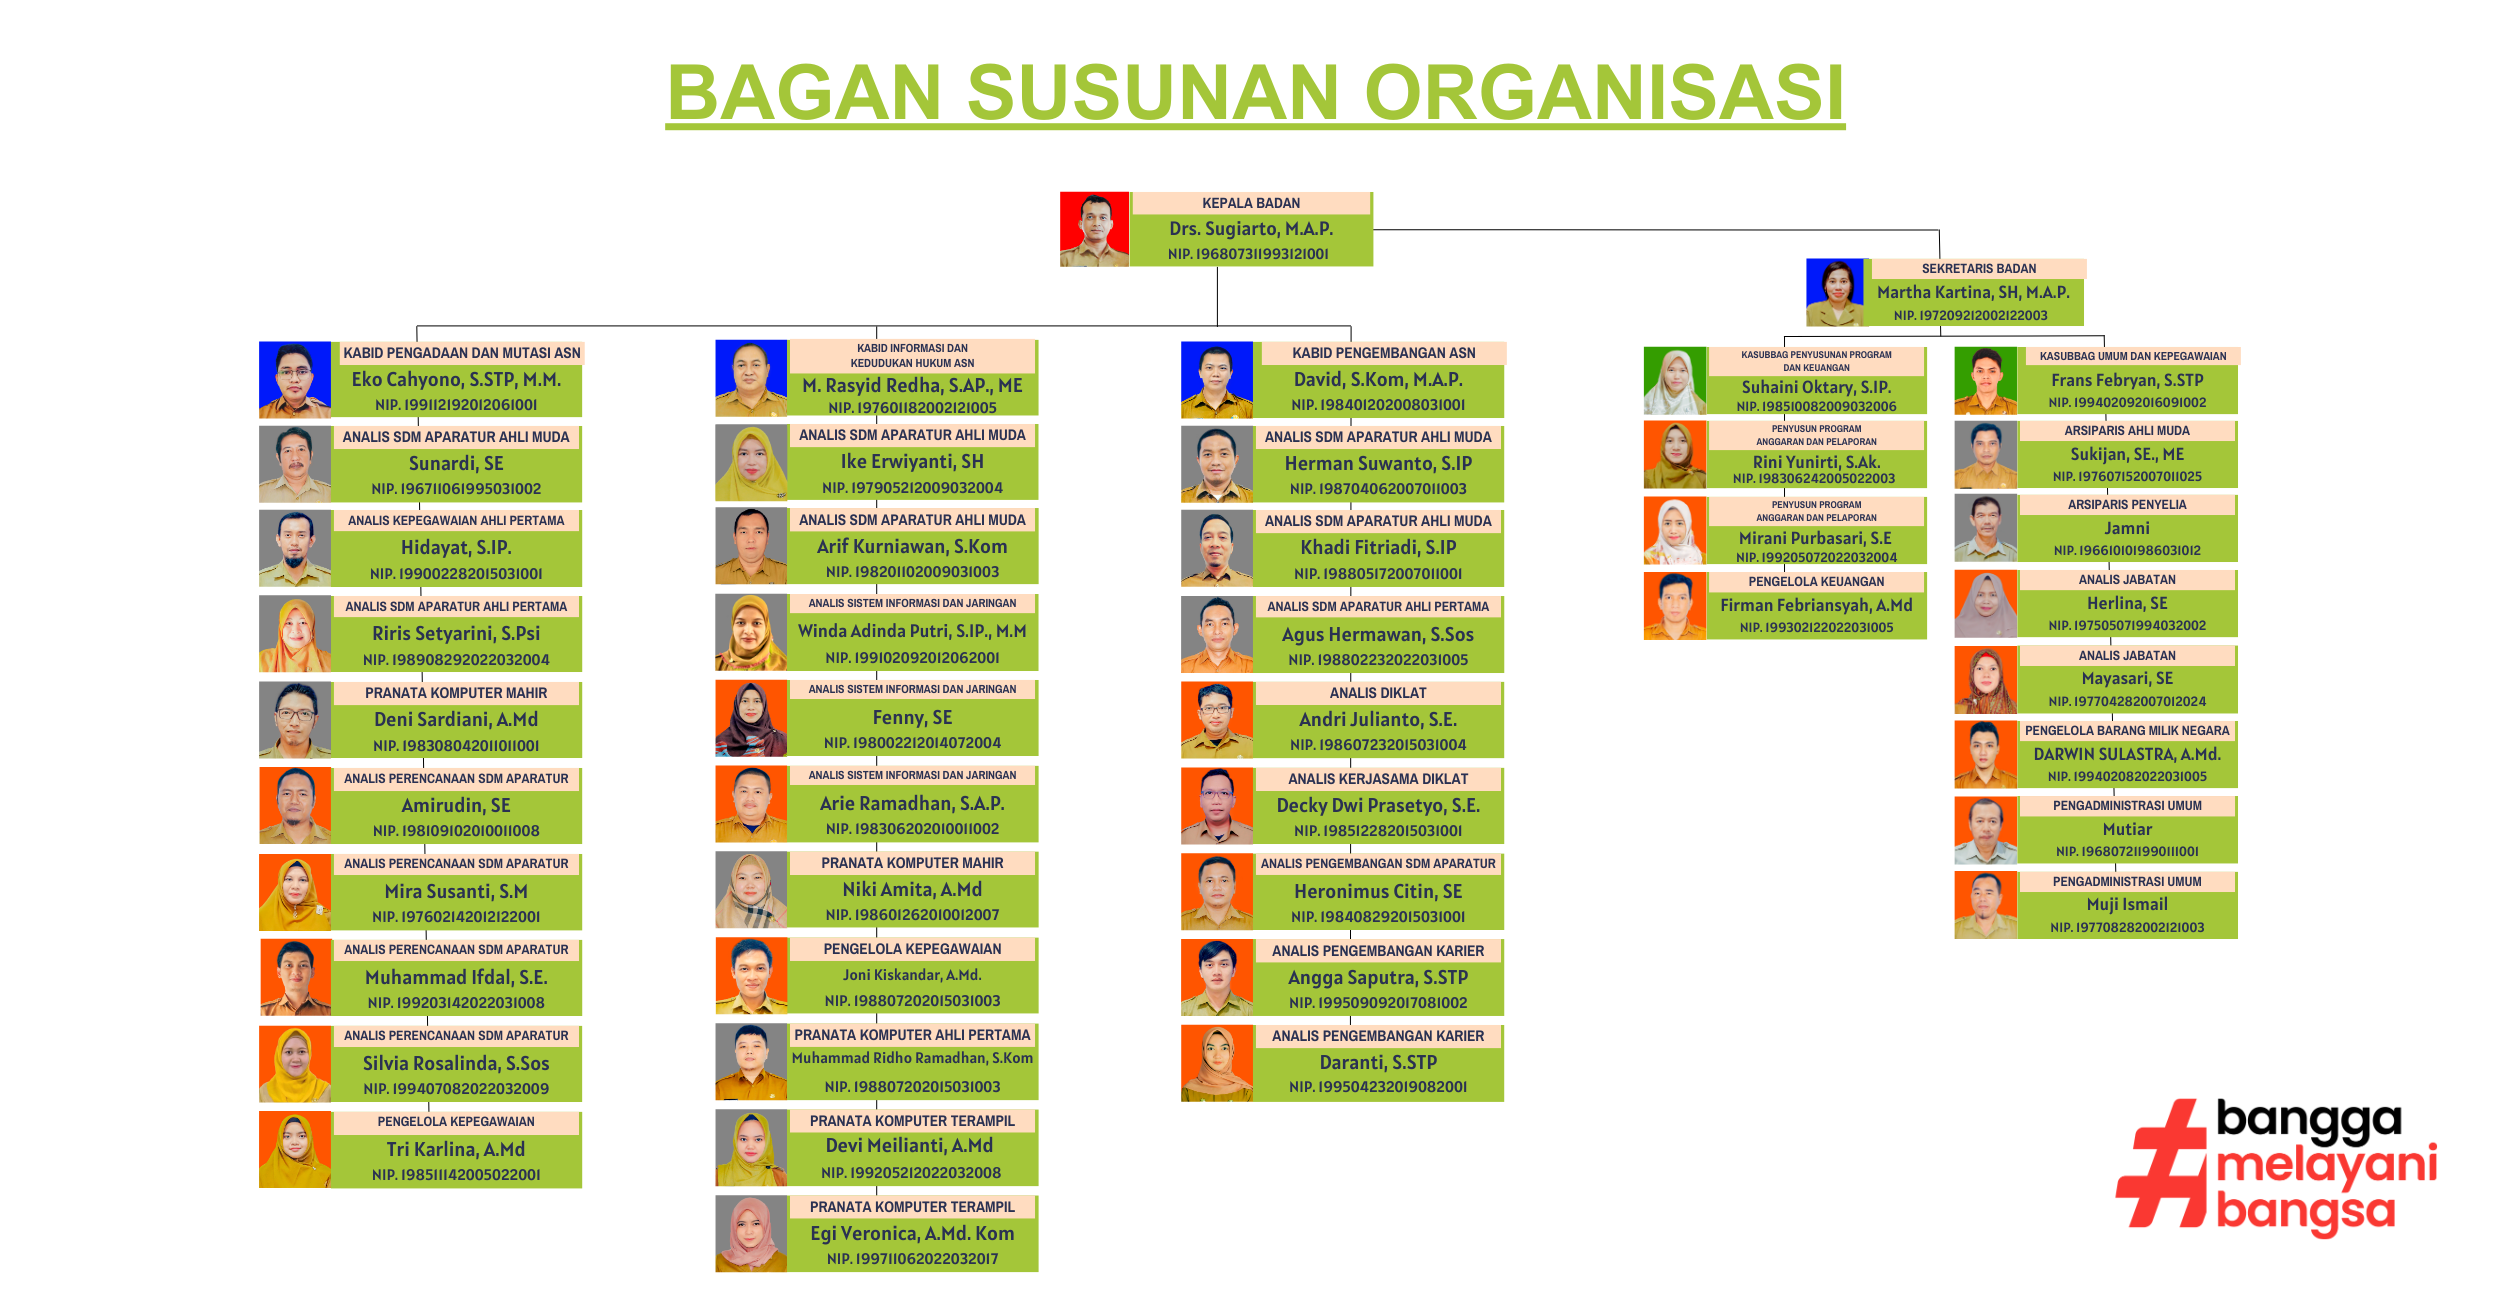 BAGAN SUSUNAN ORGANISASI
KEPALA BADAN
Drs. Sugiarto, M.A.P.
NIP. 196807311993121001
SEKRETARIS BADAN
Martha Kartina, SH, M.A.P.
NIP. 197209212002122003
KABID PENGADAAN DAN MUTASI ASN
Eko Cahyono, S.STP, M.M.
NIP. 199112192012061001
ANALIS SDM APARATUR AHLI MUDA
Sunardi, SE
NIP. 196711061995031002
ANALIS KEPEGAWAIAN AHLI PERTAMA
Hidayat, S.IP.
NIP. 199002282015031001
ANALIS SDM APARATUR AHLI PERTAMA
Riris Setyarini, S.Psi
NIP. 198908292022032004
PRANATA KOMPUTER MAHIR
Deni Sardiani, A.Md
NIP. 198308042011011001
ANALIS PERENCANAAN SDM APARATUR
Amirudin, SE
NIP. 198109102010011008
ANALIS PERENCANAAN SDM APARATUR
Mira Susanti, S.M
NIP. 197602142012122001
ANALIS PERENCANAAN SDM APARATUR
Muhammad Ifdal, S.E.
NIP. 199203142022031008
ANALIS PERENCANAAN SDM APARATUR
Silvia Rosalinda, S.Sos
NIP. 199407082022032009
PENGELOLA KEPEGAWAIAN
Tri Karlina, A.Md
NIP. 198511142005022001
KABID INFORMASI DAN
KEDUDUKAN HUKUM ASN
M. Rasyid Redha, S.AP., ME
NIP. 197601182002121005
ANALIS SDM APARATUR AHLI MUDA
Ike Erwiyanti, SH
NIP. 197905212009032004
ANALIS SDM APARATUR AHLI MUDA
Arif Kurniawan, S.Kom
NIP. 198201102009031003
ANALIS SISTEM INFORMASI DAN JARINGAN
Winda Adinda Putri, S.IP., M.M
NIP. 199102092012062001
ANALIS SISTEM INFORMASI DAN JARINGAN
Fenny, SE
NIP. 198002212014072004
ANALIS SISTEM INFORMASI DAN JARINGAN
Arie Ramadhan, S.A.P.
NIP. 198306202010011002
PRANATA KOMPUTER MAHIR
Niki Amita, A.Md
NIP. 198601262010012007
PENGELOLA KEPEGAWAIAN
Joni Kiskandar, A.Md.
NIP. 198807202015031003
PRANATA KOMPUTER AHLI PERTAMA
Muhammad Ridho Ramadhan, S.Kom
NIP. 198807202015031003
PRANATA KOMPUTER TERAMPIL
Devi Meilianti, A.Md
NIP. 199205212022032008
PRANATA KOMPUTER TERAMPIL
Egi Veronica, A.Md. Kom
NIP. 199711062022032017
KABID PENGEMBANGAN ASN
David, S.Kom, M.A.P.
NIP. 198401202008031001
ANALIS SDM APARATUR AHLI MUDA
Herman Suwanto, S.IP
NIP. 198704062007011003
ANALIS SDM APARATUR AHLI MUDA
Khadi Fitriadi, S.IP
NIP. 198805172007011001
ANALIS SDM APARATUR AHLI PERTAMA
Agus Hermawan, S.Sos
NIP. 198802232022031005
ANALIS DIKLAT
Andri Julianto, S.E.
NIP. 198607232015031004
ANALIS KERJASAMA DIKLAT
Decky Dwi Prasetyo, S.E.
NIP. 198512282015031001
ANALIS PENGEMBANGAN SDM APARATUR
Heronimus Citin, SE
NIP. 198408292015031001
ANALIS PENGEMBANGAN KARIER
Angga Saputra, S.STP
NIP. 199509092017081002
ANALIS PENGEMBANGAN KARIER
Daranti, S.STP
NIP. 199504232019082001
KASUBBAG PENYUSUNAN PROGRAM
DAN KEUANGAN
Suhaini Oktary, S.IP.
NIP. 198510082009032006
PENYUSUN PROGRAM
ANGGARAN DAN PELAPORAN
Rini Yunirti, S.Ak.
NIP. 198306242005022003
PENYUSUN PROGRAM
ANGGARAN DAN PELAPORAN
Mirani Purbasari, S.E
NIP. 199205072022032004
PENGELOLA KEUANGAN
Firman Febriansyah, A.Md
NIP. 199302122022031005
KASUBBAG UMUM DAN KEPEGAWAIAN
Frans Febryan, S.STP
NIP. 199402092016091002
ARSIPARIS AHLI MUDA
Sukijan, SE., ME
NIP. 197607152007011025
ARSIPARIS PENYELIA
Jamni
NIP. 196610101986031012
ANALIS JABATAN
Herlina, SE
NIP. 197505071994032002
ANALIS JABATAN
Mayasari, SE
NIP. 197704282007012024
PENGELOLA BARANG MILIK NEGARA
DARWIN SULASTRA, A.Md.
NIP. 199402082022031005
PENGADMINISTRASI UMUM
Mutiar
NIP. 196807211990111001
PENGADMINISTRASI UMUM
Muji Ismail
NIP. 197708282002121003
#bangga
melayani
bangsa